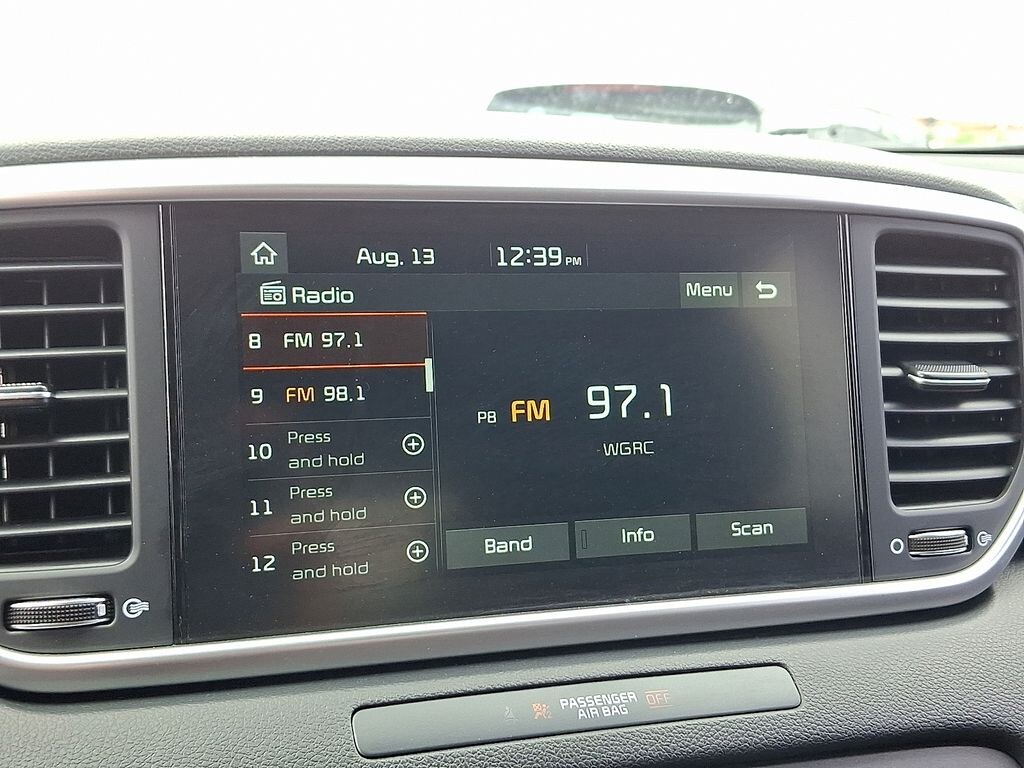 Aug. 13 12:39 PM
Radio Menu
8 FM 97.1
9 FM 98.1
10 Press and hold
11 Press and hold
12 Press and hold
P8 FM 97.1
WGRC
Band Info Scan
PASSENGER
AIR BAG
OFF